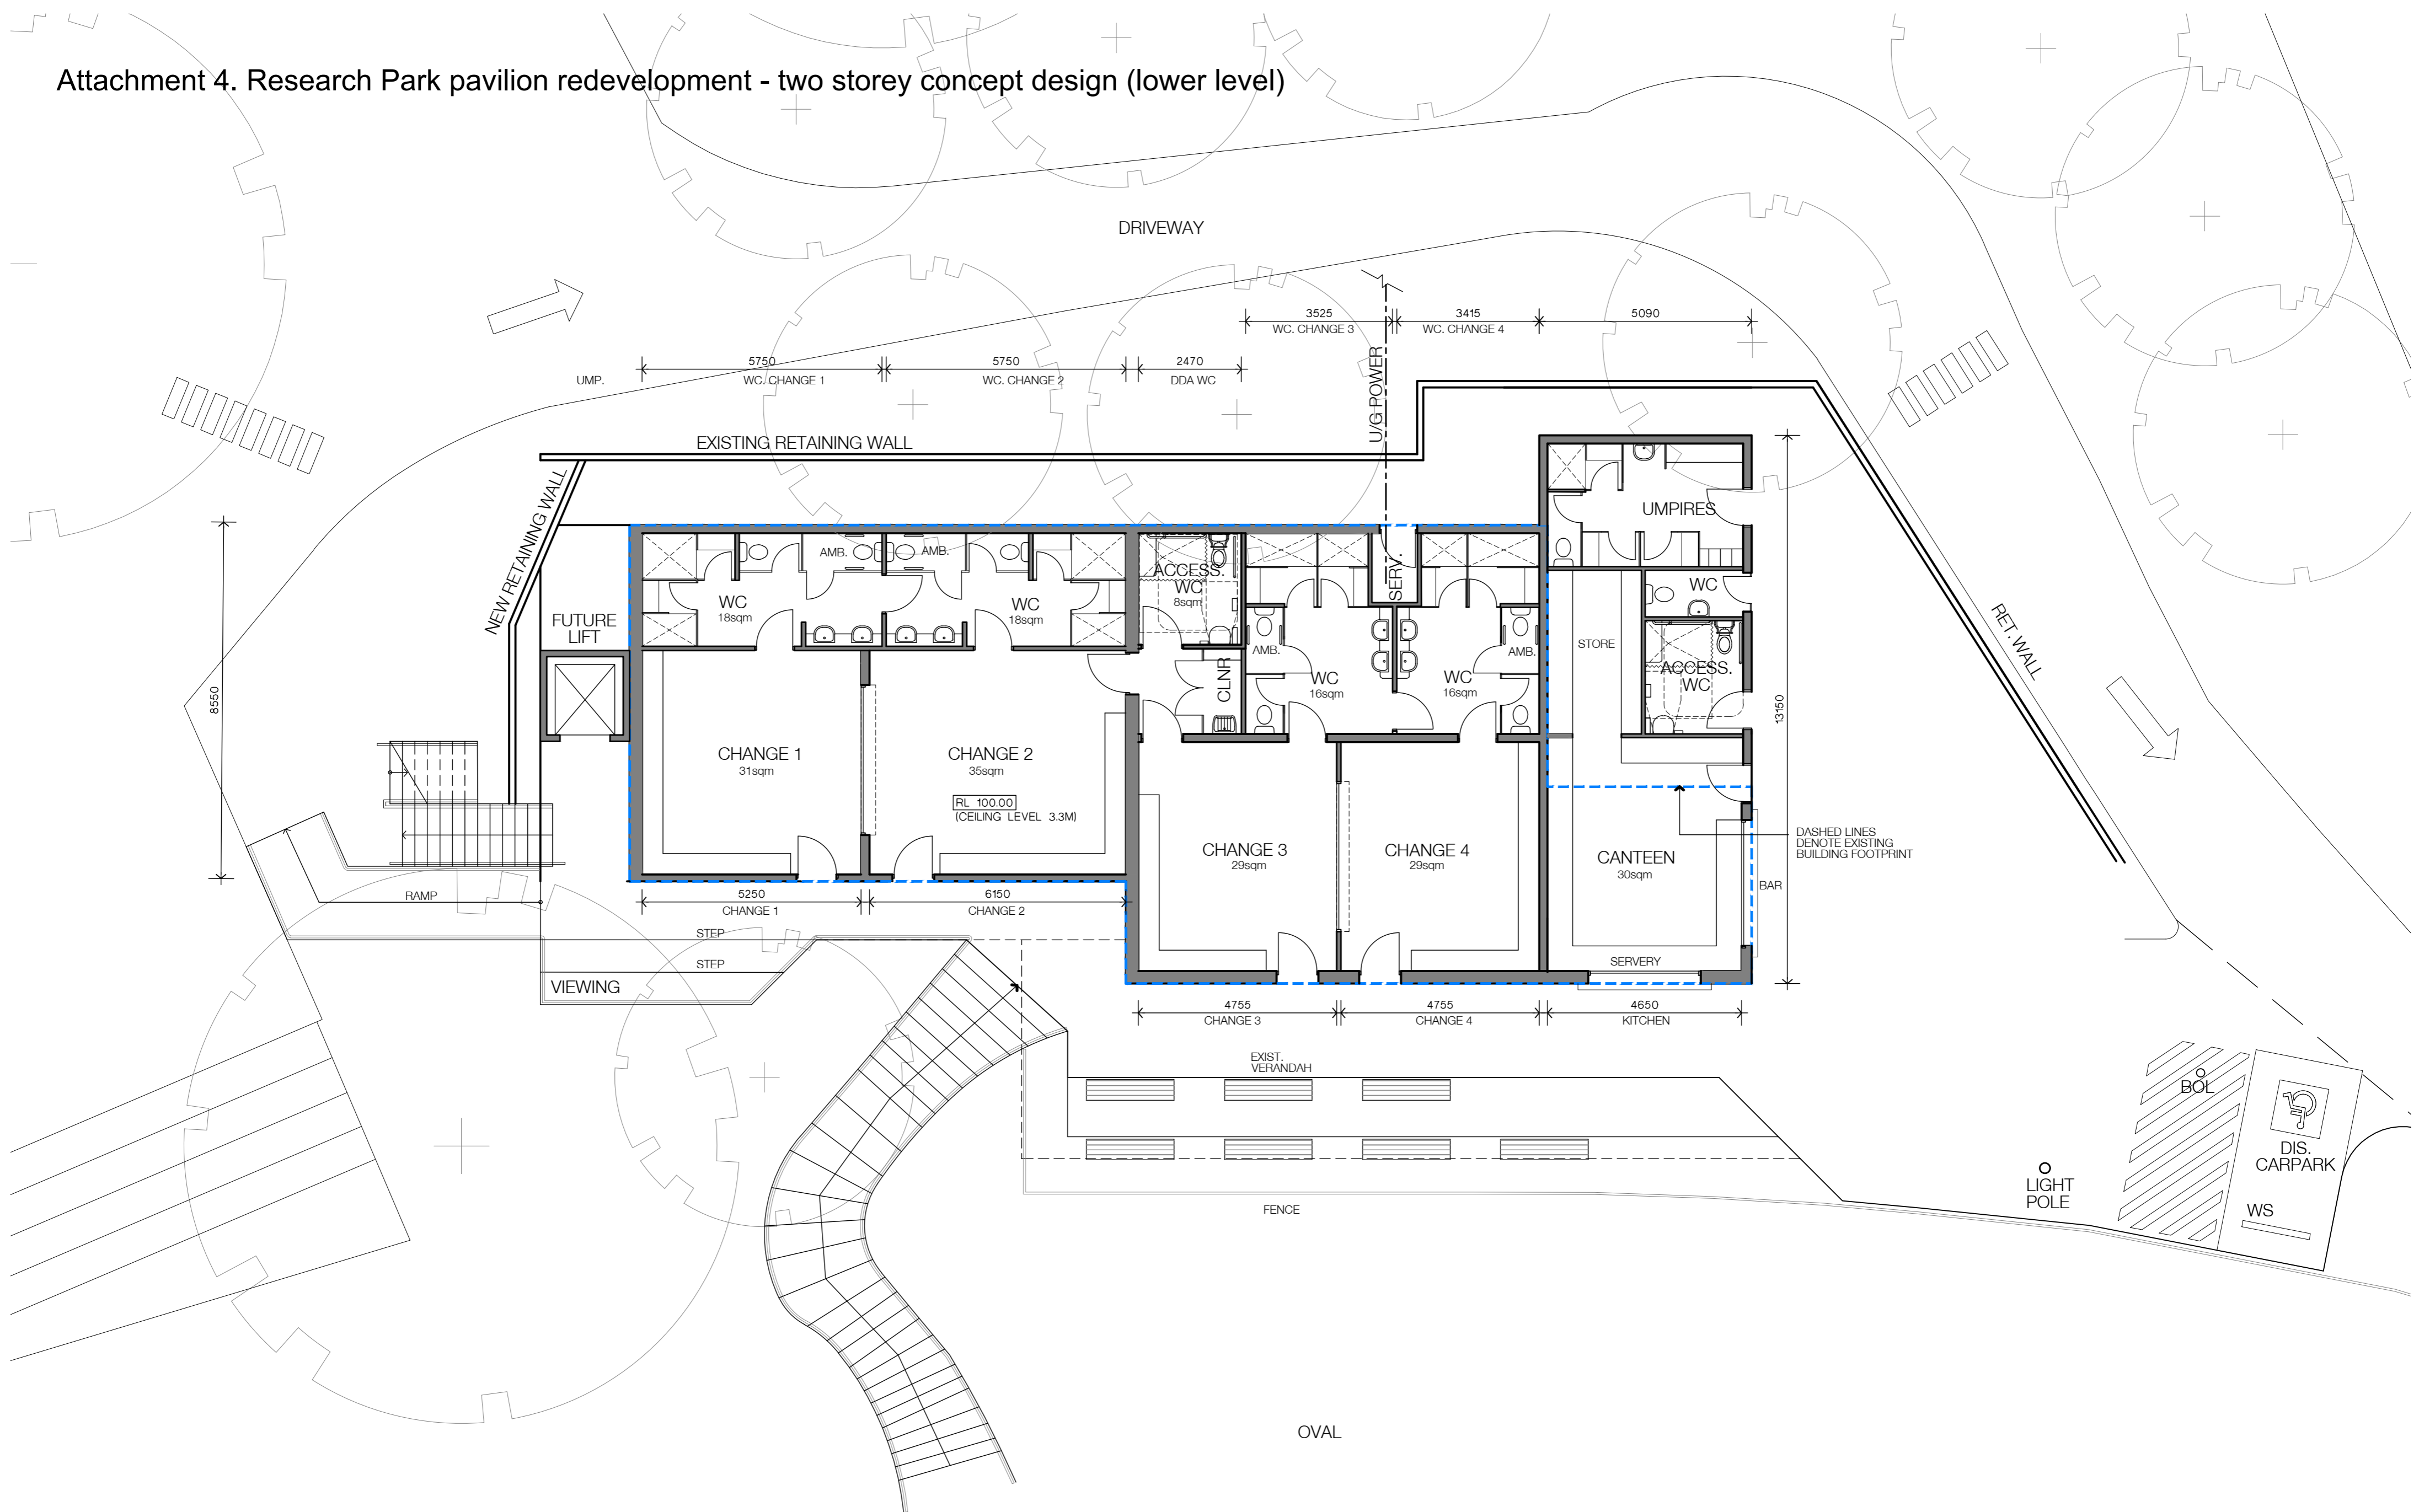 Attachment 4. Research Park pavilion redevelopment - two storey concept design (lower level)
DRIVEWAY
3525
WC. CHANGE 3
3415
WC. CHANGE 4
5090
UMP.
5750
WC. CHANGE 1
5750
WC. CHANGE 2
2470
DDA WC
U/G POWER
EXISTING RETAINING WALL
NEW RETAINING WALL
FUTURE
LIFT
8550
AMB.
AMB.
WC
18sqm
WC
18sqm
ACCESS.
WC
8sqm
SERV.
UMPIRES
WC
STORE
ACCESS.
WC
AMB.
WC
16sqm
WC
16sqm
AMB.
CLNR
RET. WALL
13150
CHANGE 1
31sqm
CHANGE 2
35sqm
RL 100.00
(CEILING LEVEL 3.3M)
CHANGE 3
29sqm
CHANGE 4
29sqm
CANTEEN
30sqm
DASHED LINES
DENOTE EXISTING
BUILDING FOOTPRINT
BAR
RAMP
5250
CHANGE 1
6150
CHANGE 2
STEP
STEP
VIEWING
SERVERY
4755
CHANGE 3
4755
CHANGE 4
4650
KITCHEN
EXIST.
VERANDAH
FENCE
BOL
DIS.
CARPARK
LIGHT
POLE
WS
OVAL